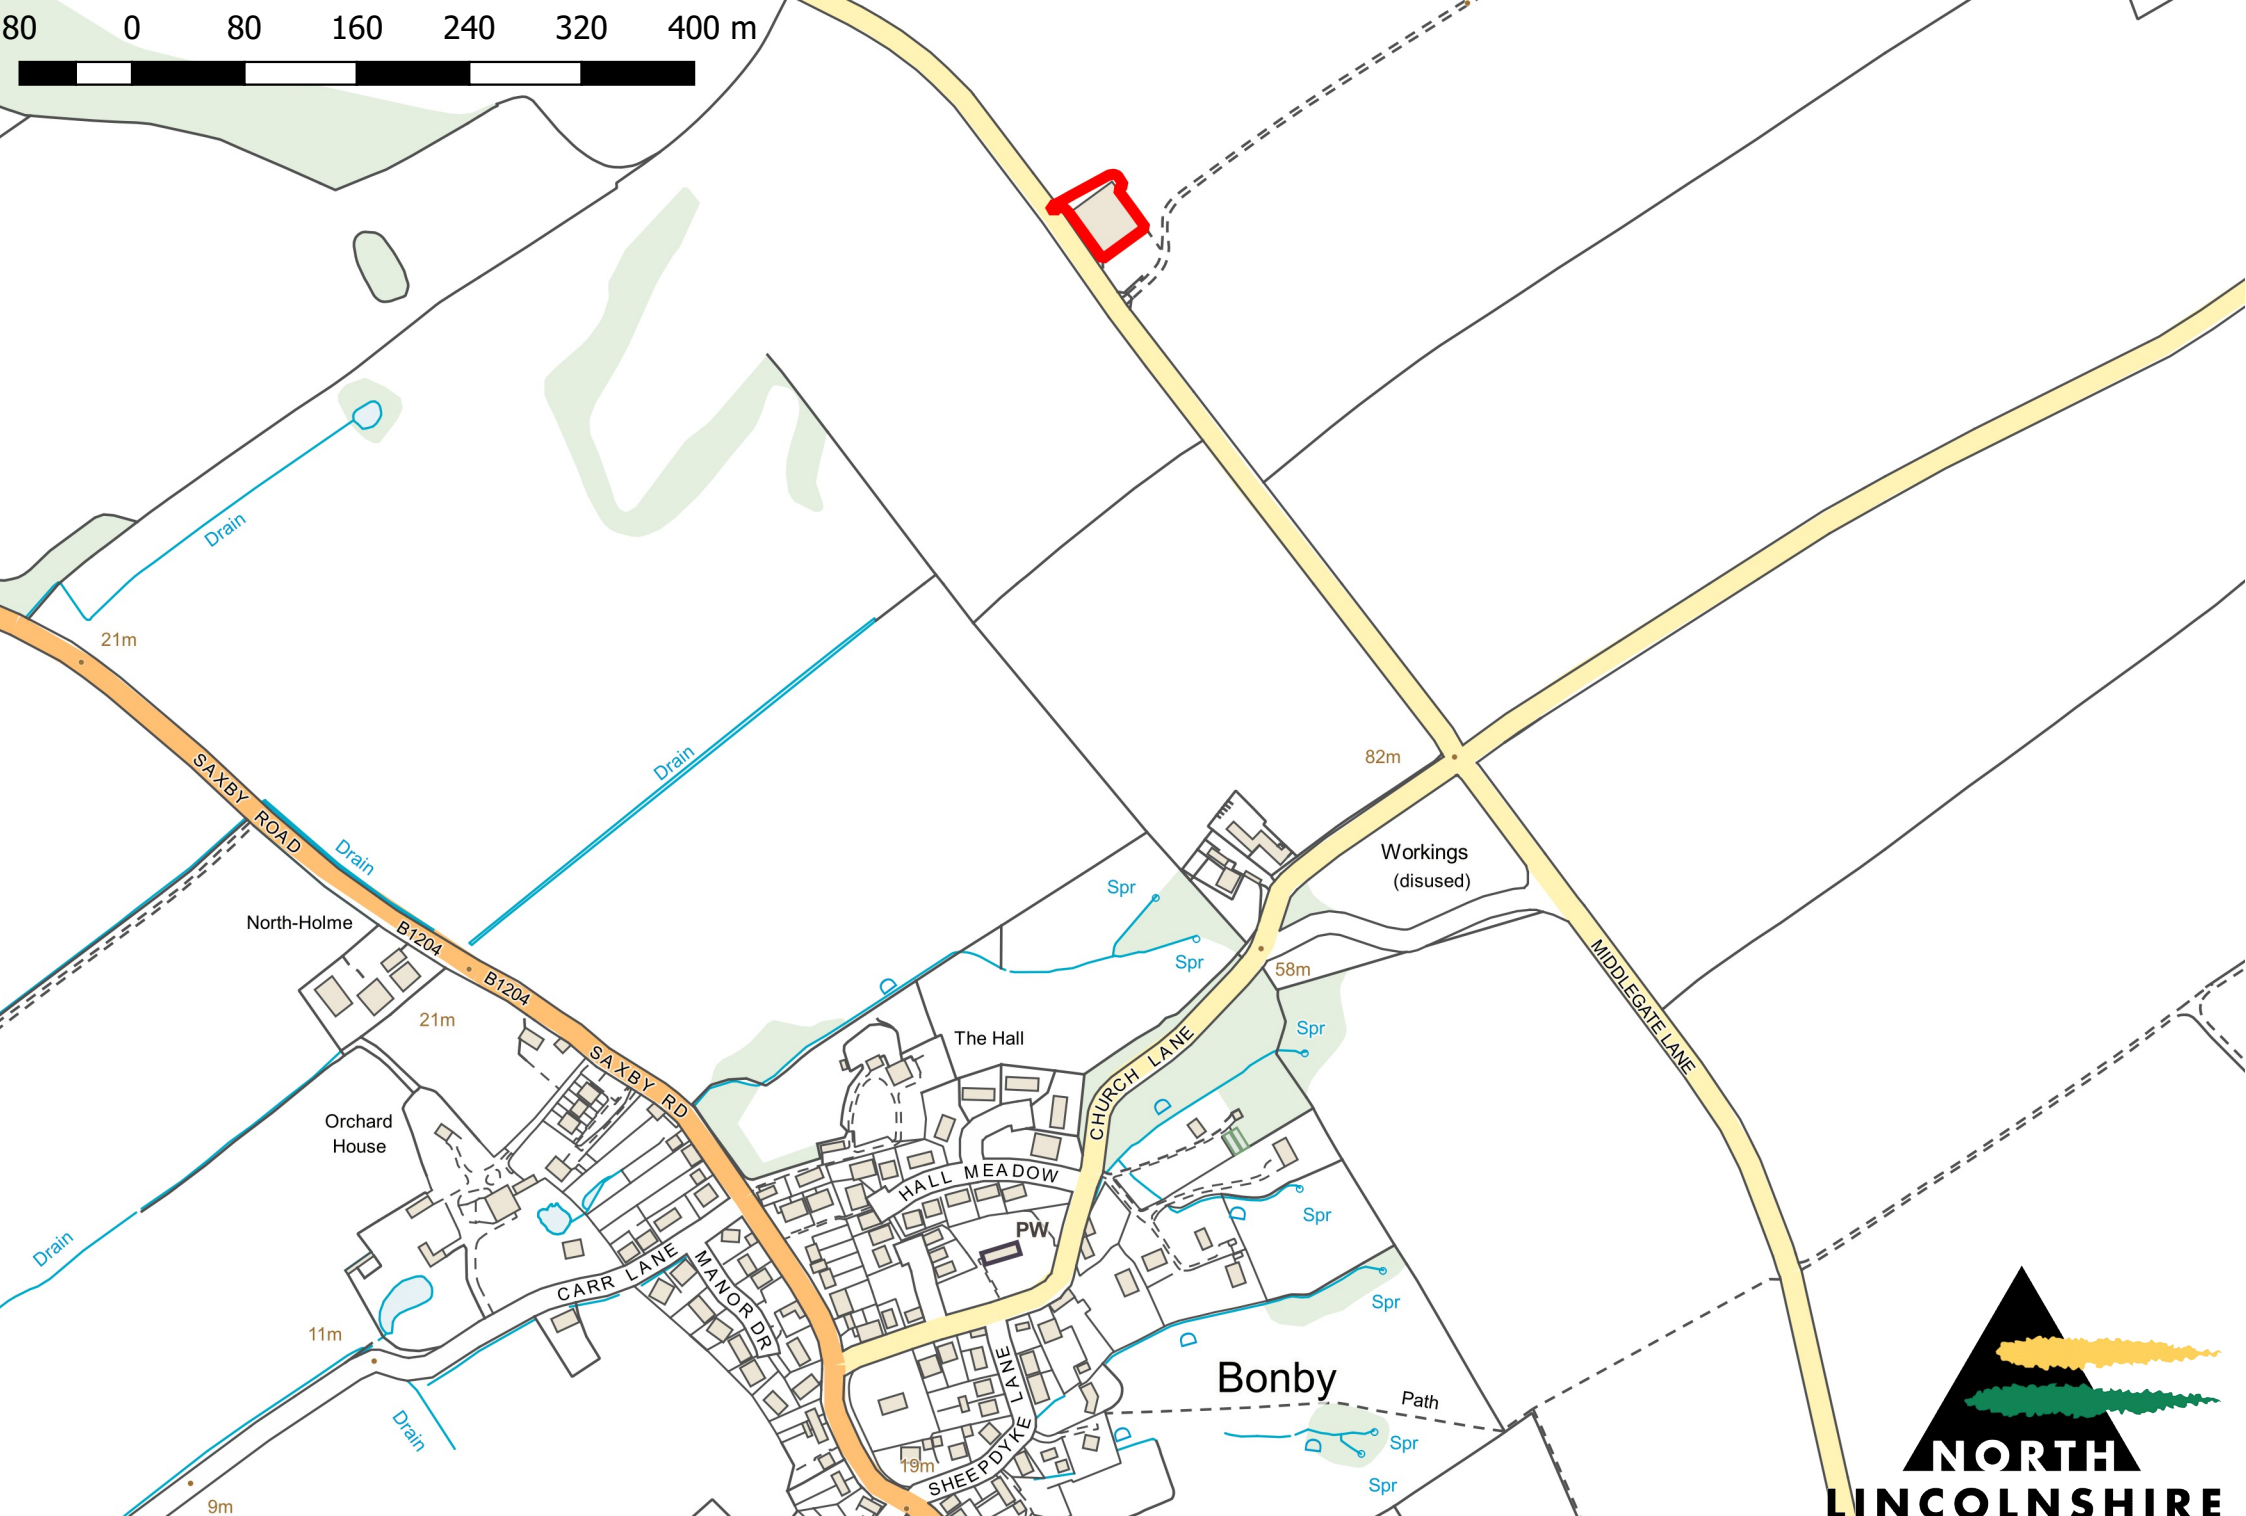 80 0 80 160 240 320 400 m
Drain
21m
Drain
82m
SAXBY ROAD
Drain
Workings
(disused)
Spr
North-Holme
B1204
Spr
58m
B1204
D
MIDDLEGATE LANE
21m
The Hall
Spr
SAXBY RD
CHURCH LANE
D
Orchard
House
HALL MEADOW
Spr
D
PW
Drain
CARR LANE
MANOR DR
Spr
11m
D
Bonby
Path
SHEEPDYKE LANE
Drain
D
D
Spr
19m
Spr
9m
NORTH
LINCOLNSHIRE